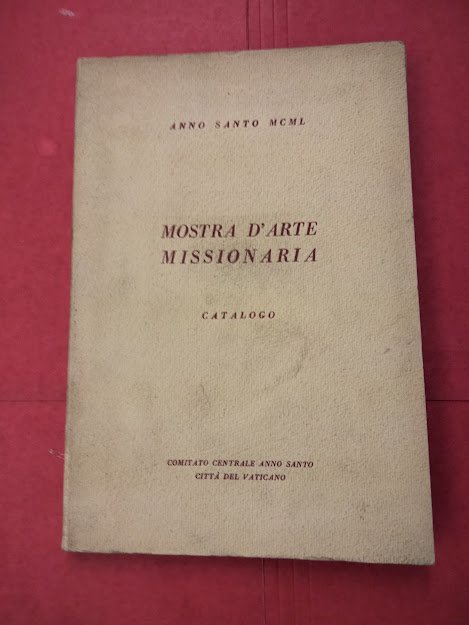 ANNO SANTO MCML
MOSTRA D'ARTE
MISSIONARIA
CATALOGO
COMITATO CENTRALE ANNO SANTO
CITTÀ DEL VATICANO